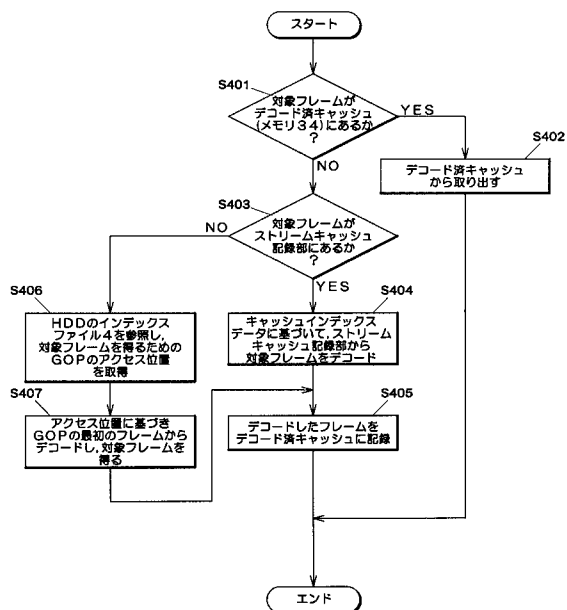 スタート
S401
対象フレームが
デコード済キャッシュ
(メモリ34)にあるか
?
YES
NO
S402
デコード済キャッシュ
から取り出す
S403
対象フレームが
ストリームキャッシュ
記録部にあるか
?
NO
YES
S406
HDDのインデックス
ファイル4を参照し,
対象フレームを得るための
GOPのアクセス位置
を取得
S404
キャッシュインデックス
データに基づいて,ストリーム
キャッシュ記録部から
対象フレームをデコード
S407
アクセス位置に基づき
GOPの最初のフレームから
デコードし,対象フレームを
得る
S405
デコードしたフレームを
デコード済キャッシュに記録
エンド